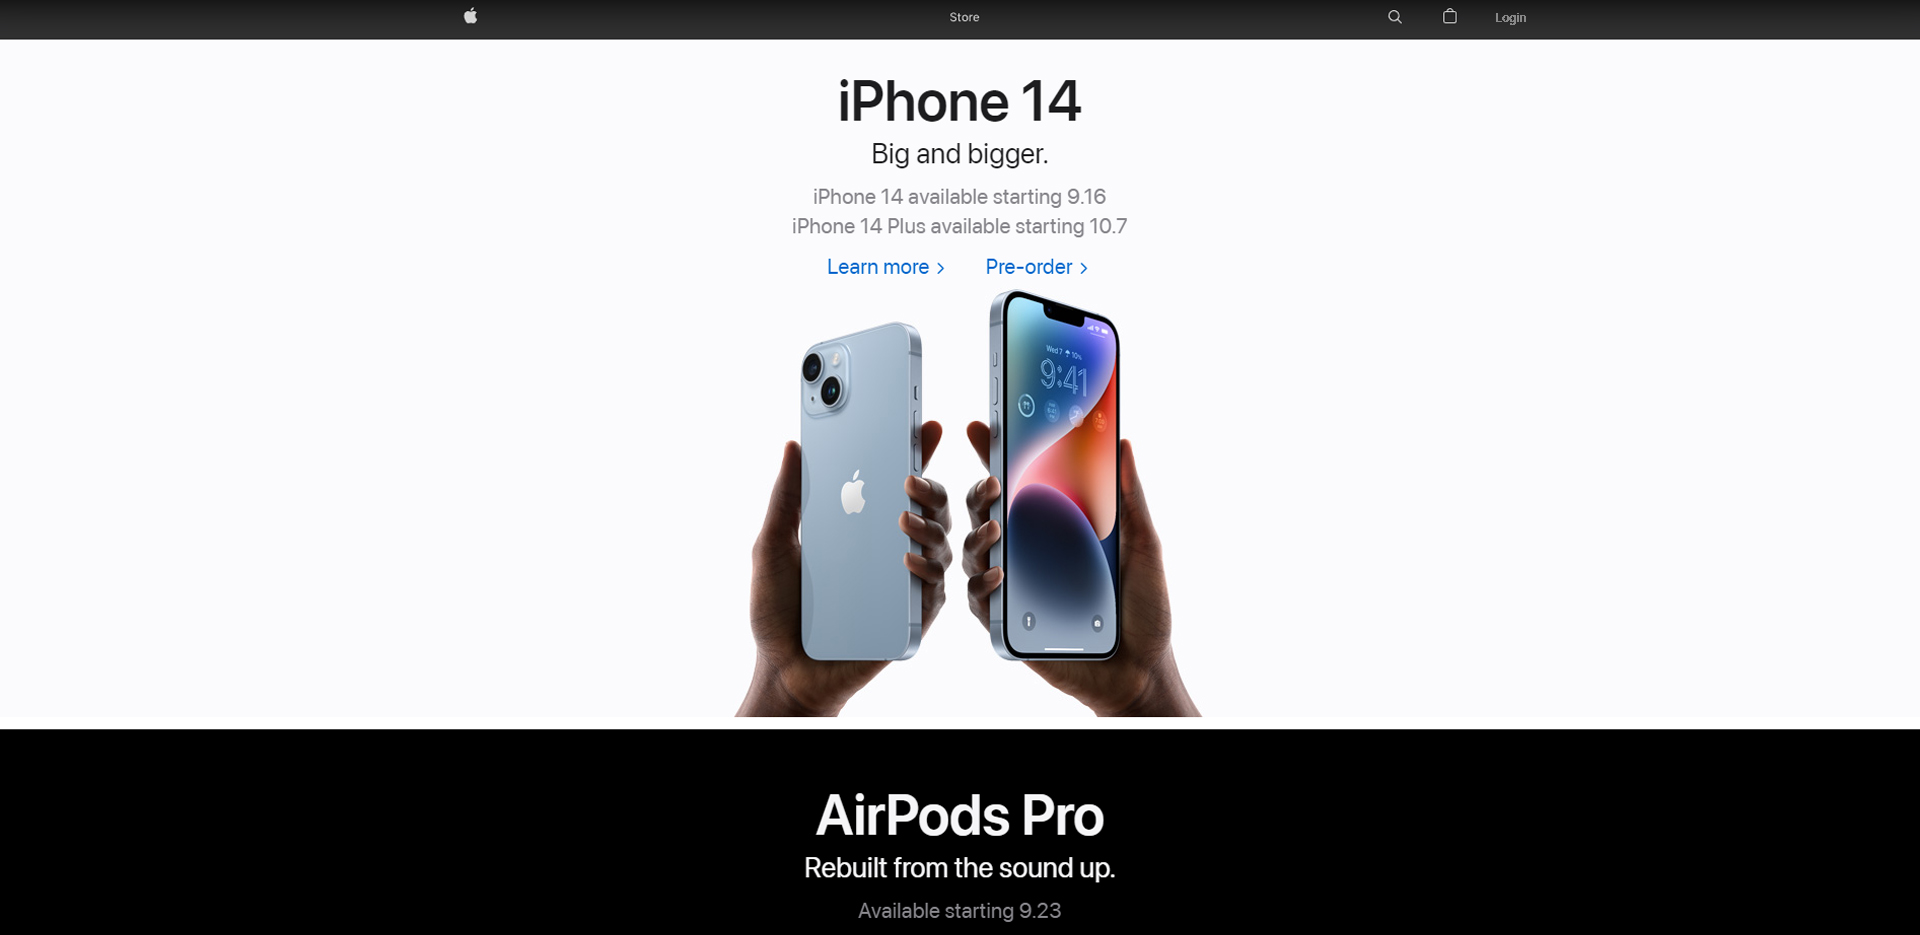 Store
Login
iPhone 14
Big and bigger.
iPhone 14 available starting 9.16
iPhone 14 Plus available starting 10.7
Learn more >
Pre-order >
Wed 7 10%
9:41
AirPods Pro
Rebuilt from the sound up.
Available starting 9.23